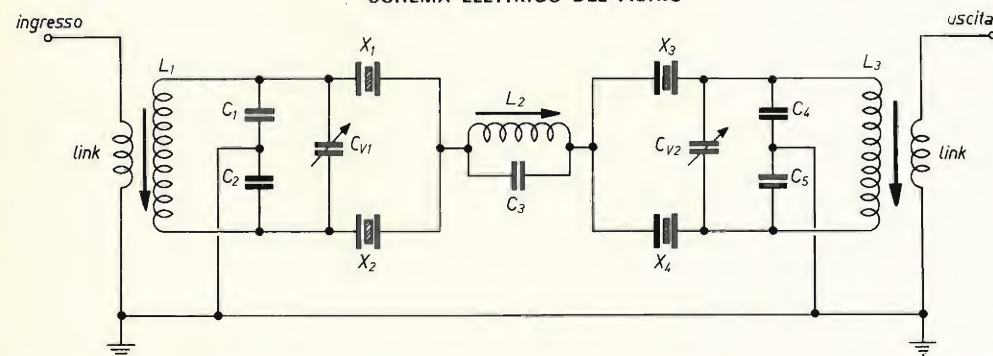 SCHEMA ELETTRICO DEL FILTRO
ingresso
uscita
X1
X3
L1
L2
L3
C1
CV1
CV2
C4
link
link
C2
C3
C5
X2
X4